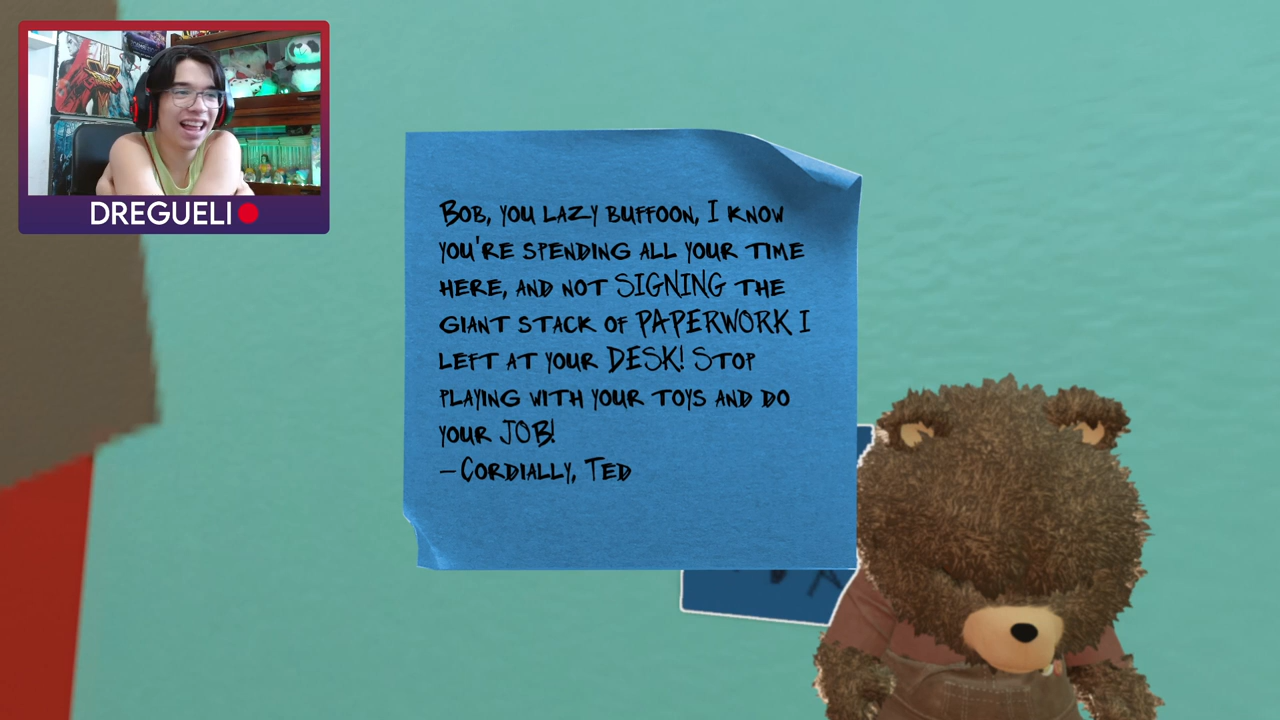 DREGUELI
BOB, YOU LAZY BUFFOON, I KNOW
YOU'RE SPENDING ALL YOUR TIME
HERE, AND NOT SIGNING THE
GIANT STACK OF PAPERWORK I
LEFT AT YOUR DESK! STOP
PLAYING WITH YOUR TOYS AND DO
YOUR JOB!
—CORDIALLY, TED